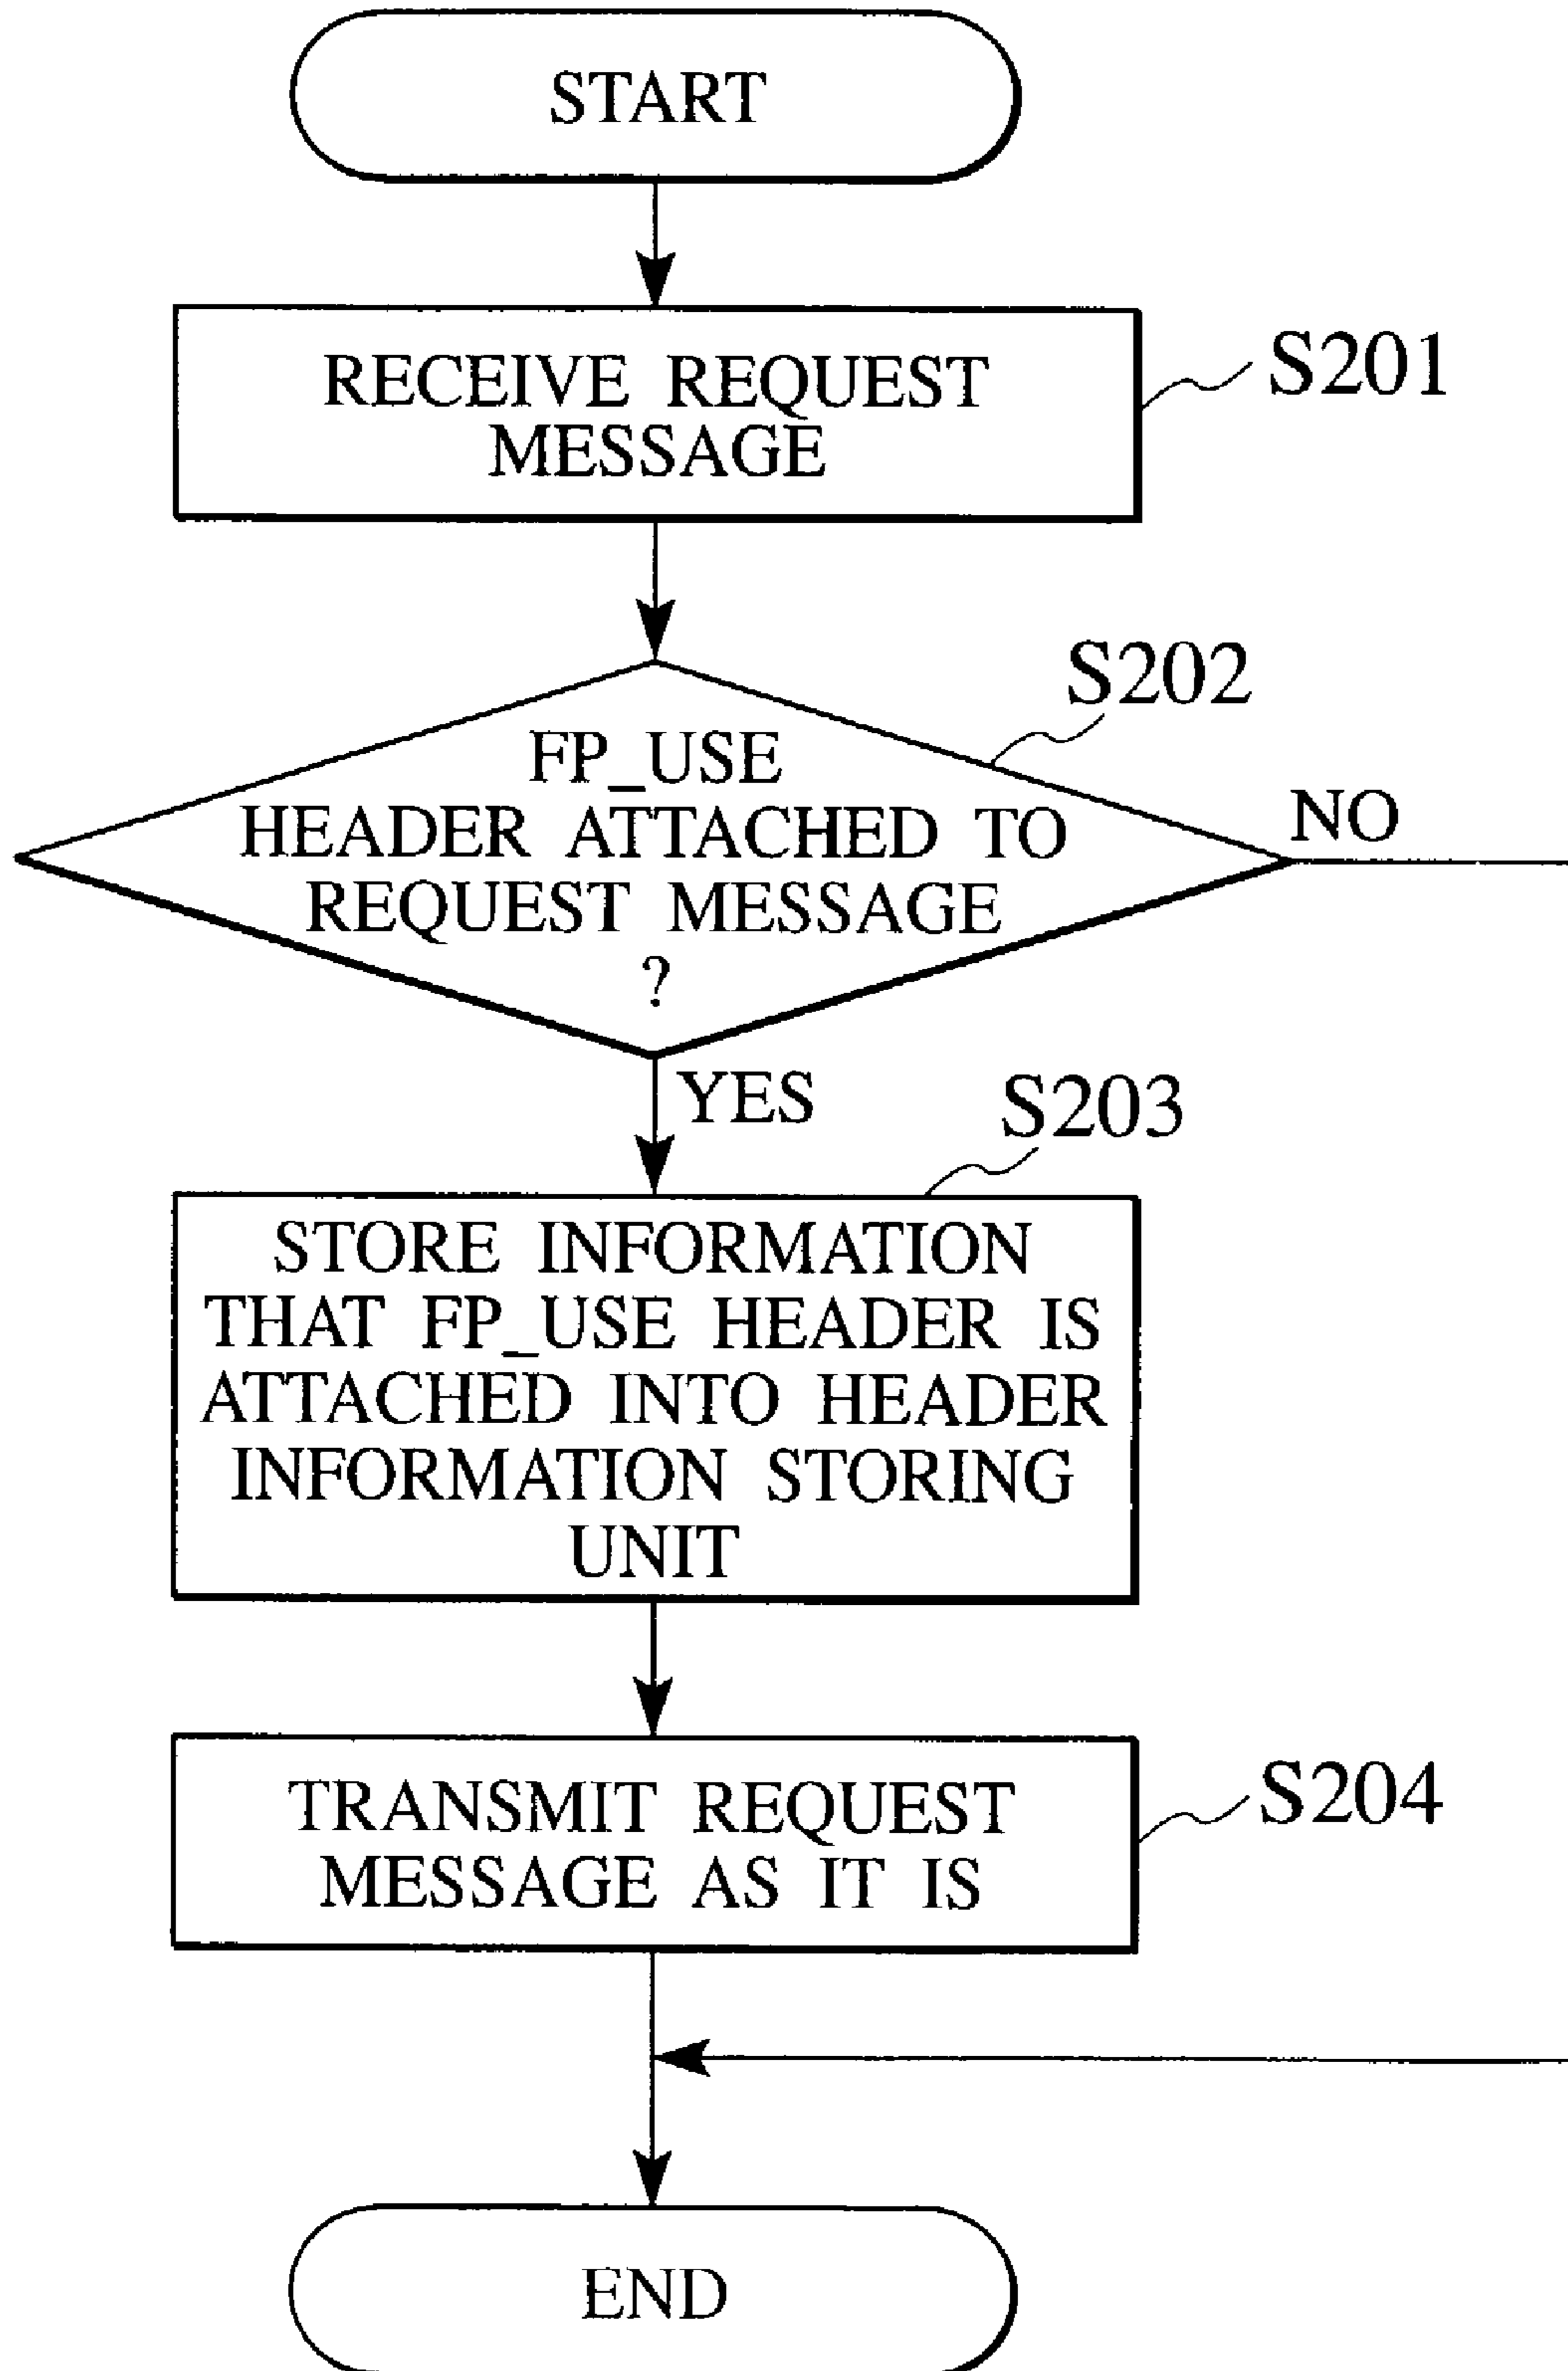 START
RECEIVE REQUEST
MESSAGE
S201
S202
FP_USE
HEADER ATTACHED TO
REQUEST MESSAGE
?
NO
YES
S203
STORE INFORMATION
THAT FP_USE HEADER IS
ATTACHED INTO HEADER
INFORMATION STORING
UNIT
TRANSMIT REQUEST
MESSAGE AS IT IS
S204
END